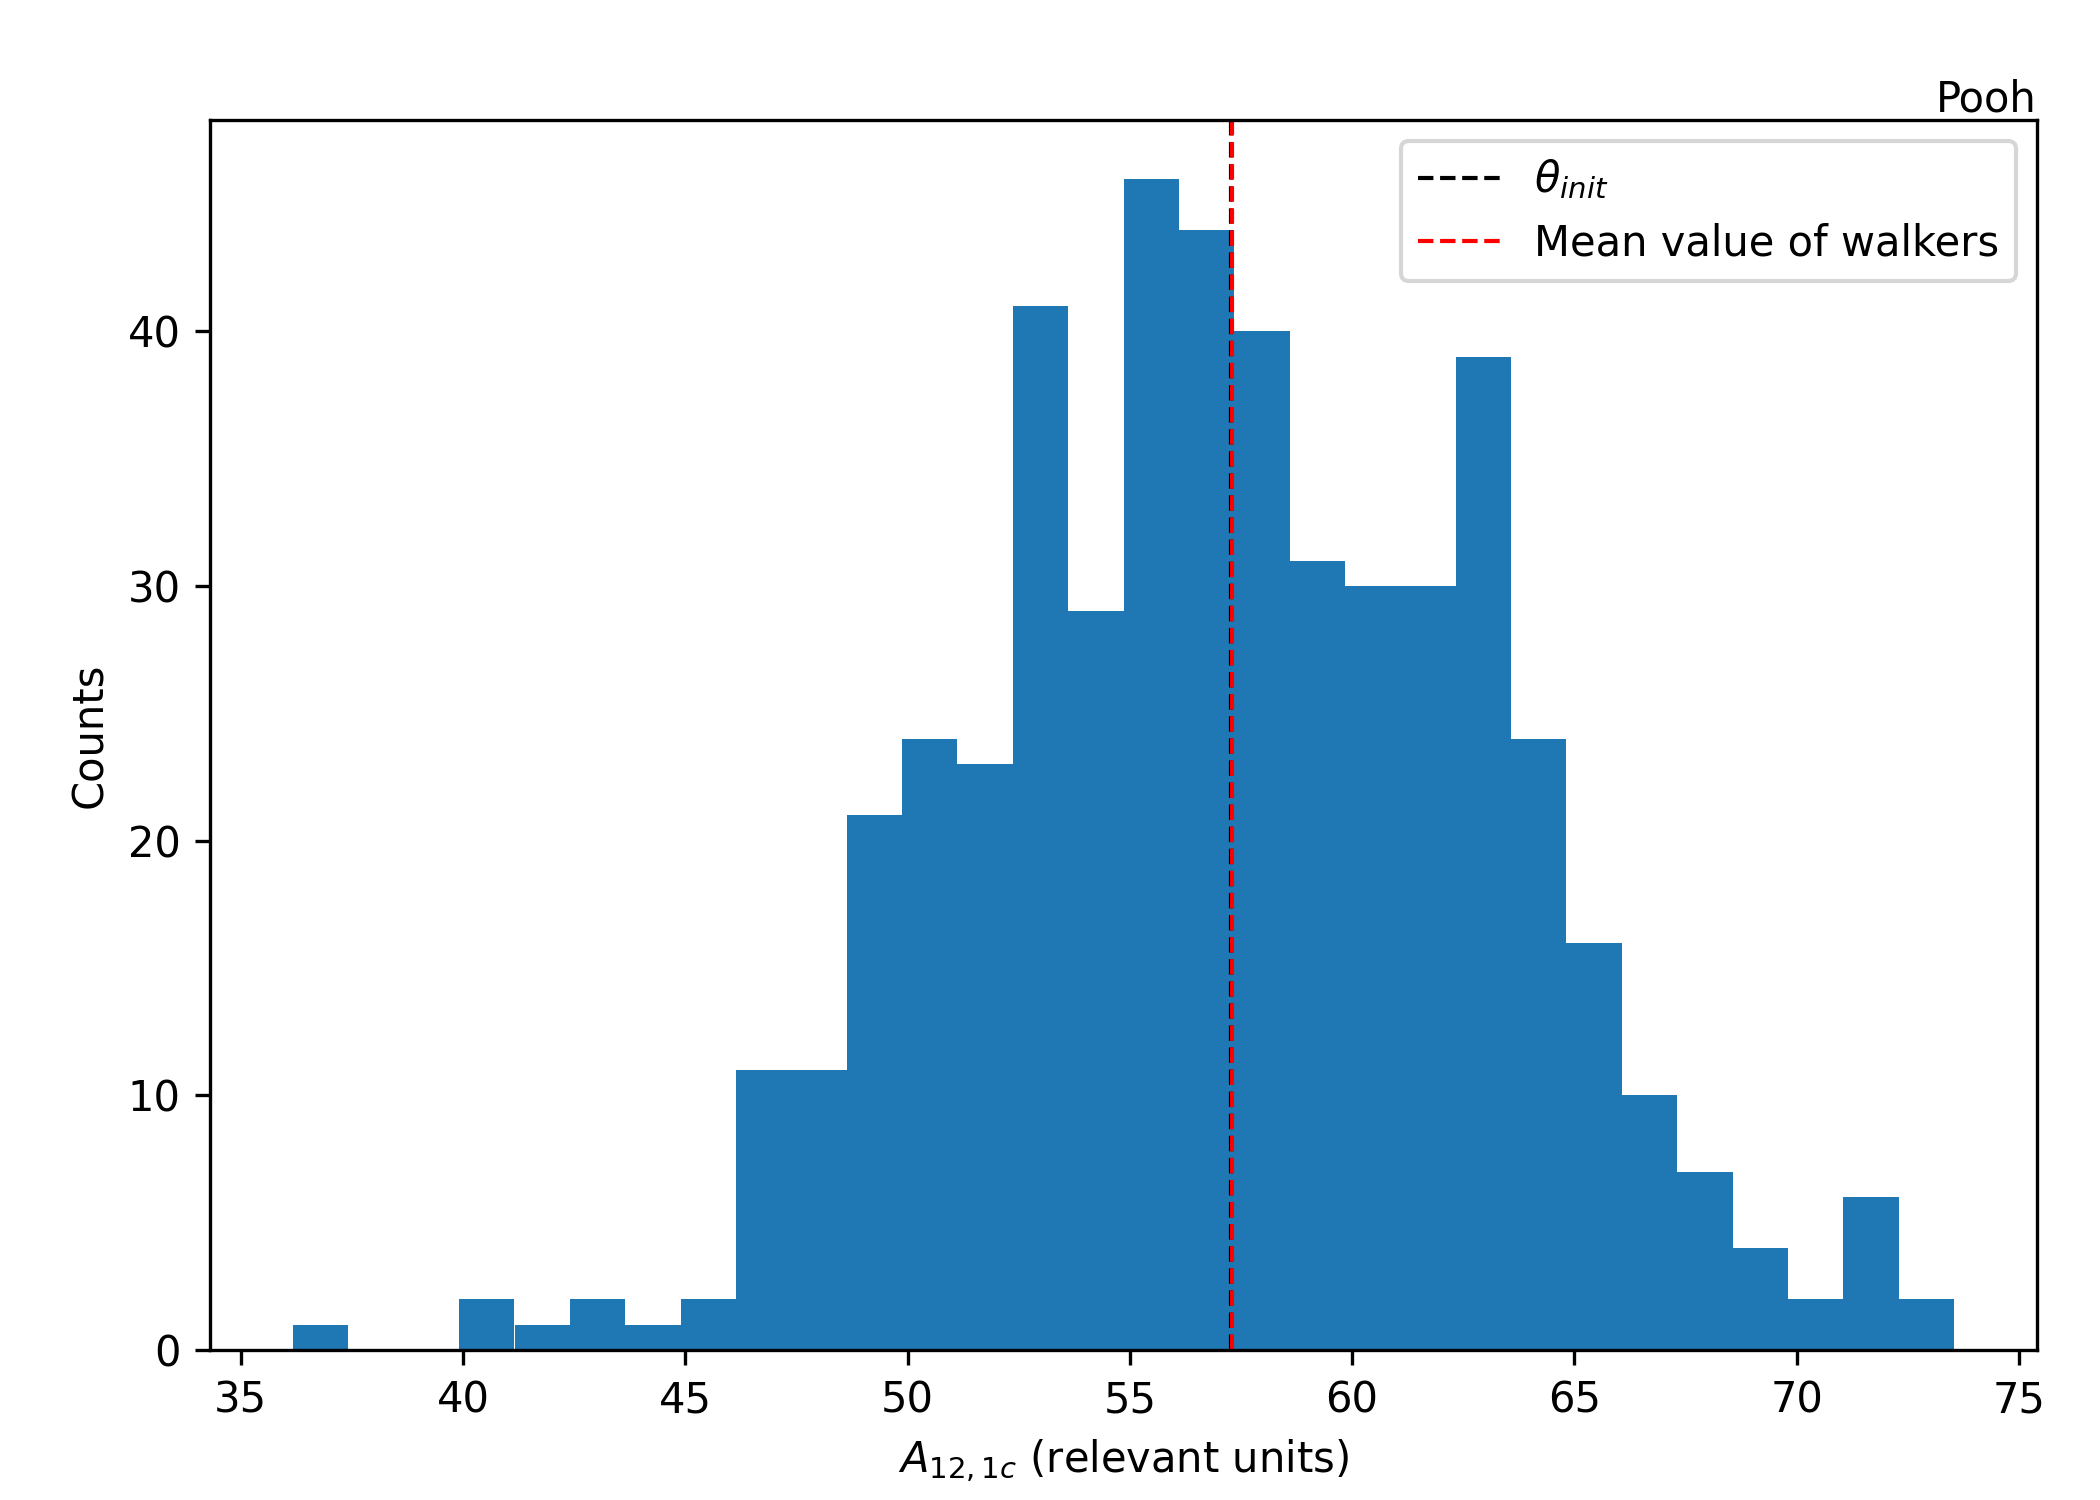 Pooh
θinit
Mean value of walkers
40
30
20
10
0
Counts
35 40 45 50 55 60 65 70 75
A12, 1c (relevant units)